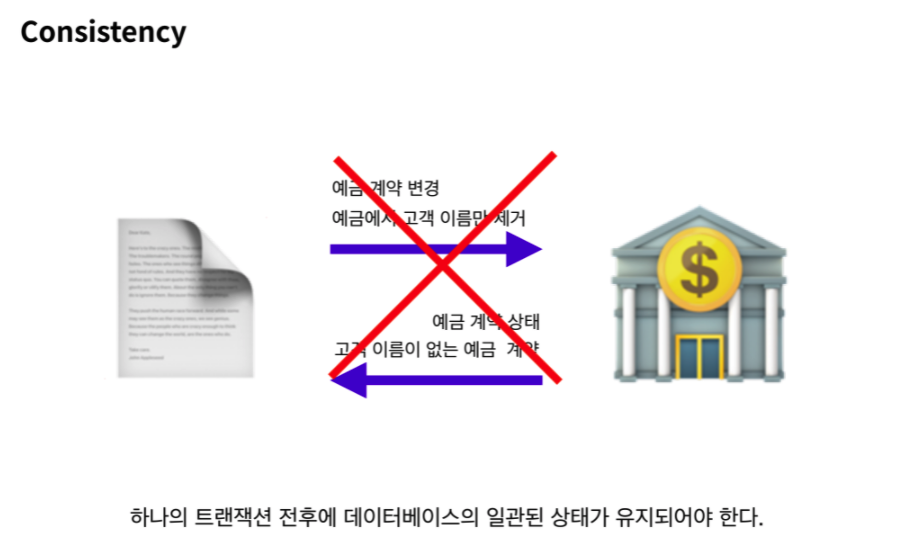 Consistency
예금 계약 변경
예금에서 고객 이름만 제거
예금 계약 상태
고객 이름이 없는 예금 계약
하나의 트랜잭션 전후에 데이터베이스의 일관된 상태가 유지되어야 한다.